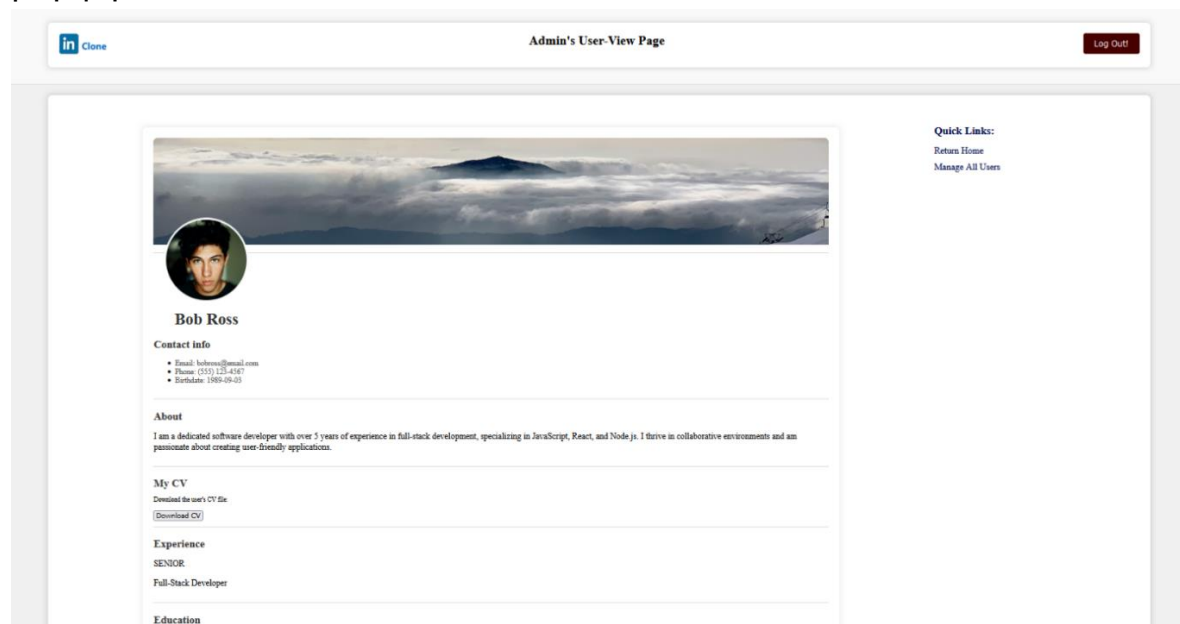 in Clone
Admin's User-View Page
Log Out!
Quick Links:
Return Home
Manage All Users
Bob Ross
Contact info
Email: bobross@email.com
Phone: (555) 123-4567
Birthdate: 1989-09-03
About
I am a dedicated software developer with over 5 years of experience in full-stack development, specializing in JavaScript, React, and Node.js. I thrive in collaborative environments and am
passionate about creating user-friendly applications.
My CV
Download the user's CV file:
Download CV
Experience
SENIOR
Full-Stack Developer
Education